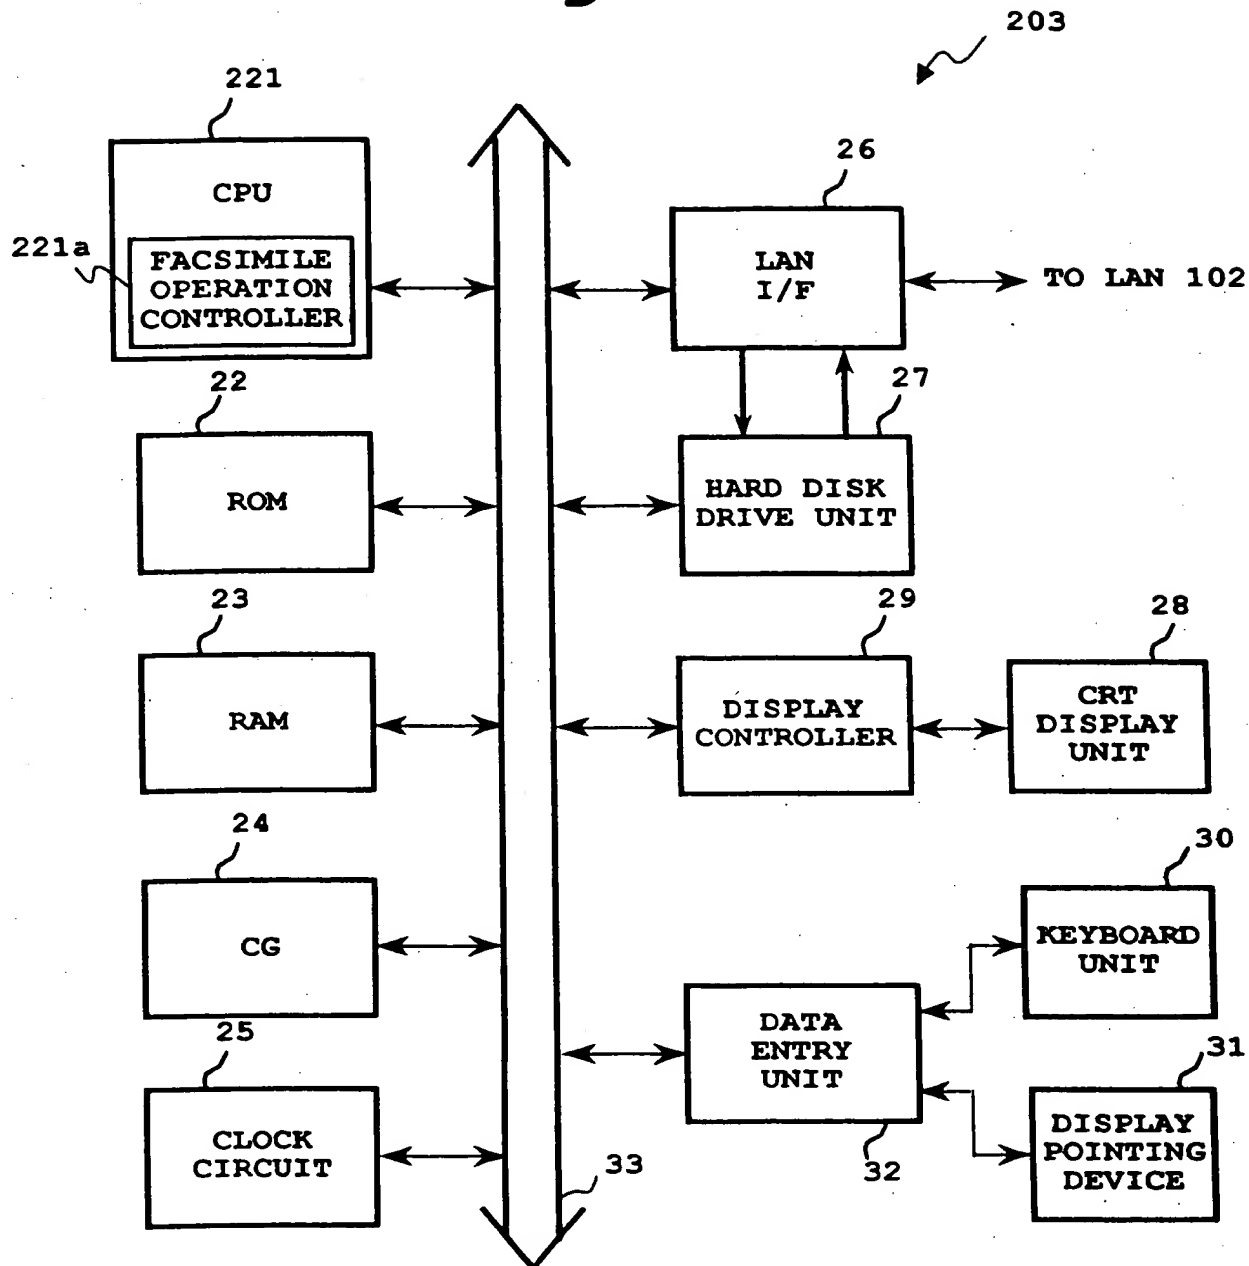 203
221
CPU
221a
FACSIMILE
OPERATION
CONTROLLER
26
LAN
I/F
TO LAN 102
22
ROM
27
HARD DISK
DRIVE UNIT
23
RAM
29
DISPLAY
CONTROLLER
28
CRT
DISPLAY
UNIT
24
CG
30
KEYBOARD
UNIT
25
CLOCK
CIRCUIT
DATA
ENTRY
UNIT
32
31
DISPLAY
POINTING
DEVICE
33